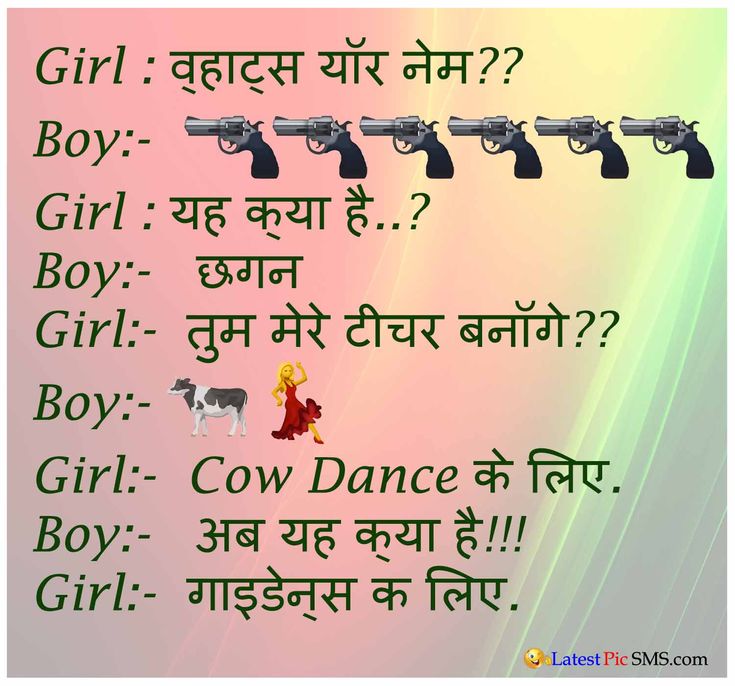 Girl : व्हाट्स यॉर नेम??
Boy:-
Girl : यह क्या है..?
Boy:- छगन
Girl:- तुम मेरे टीचर बनॉगे??
Boy:-
Girl:- Cow Dance के लिए.
Boy:- अब यह क्या है!!!
Girl:- गाइडेन्स क लिए.
LatestPicSMS.com